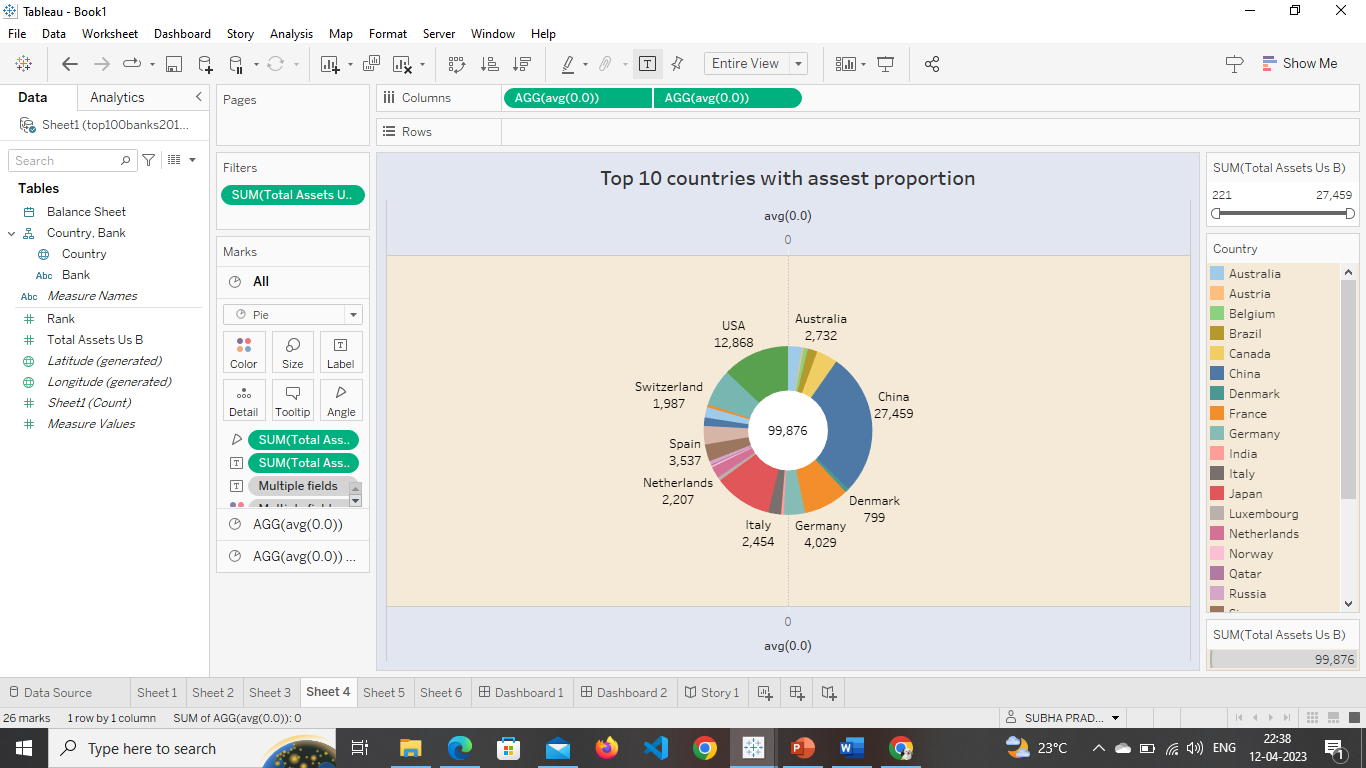 Tableau - Book1
File Data Worksheet Dashboard Story Analysis Map Format Server Window Help
Entire View
Show Me
Data Analytics
Sheet1 (top100banks201...
Search
Tables
Balance Sheet
Country, Bank
Country
Abc Bank
Abc Measure Names
Rank
Total Assets Us B
Latitude (generated)
Longitude (generated)
Sheet1 (Count)
Measure Values
Pages
Filters
SUM(Total Assets U..
Marks
All
Pie
Color Size Label
Detail Tooltip Angle
SUM(Total Ass..
SUM(Total Ass..
Multiple fields
AGG(avg(0.0))
AGG(avg(0.0)) ...
Columns AGG(avg(0.0)) AGG(avg(0.0))
Rows
Top 10 countries with assest proportion
avg(0.0)
0
USA
12,868
Australia
2,732
Switzerland
1,987
China
27,459
99,876
Spain
3,537
Netherlands
2,207
Denmark
799
Italy
2,454
Germany
4,029
0
avg(0.0)
SUM(Total Assets Us B)
221 27,459
Country
Australia
Austria
Belgium
Brazil
Canada
China
Denmark
France
Germany
India
Italy
Japan
Luxembourg
Netherlands
Norway
Qatar
Russia
SUM(Total Assets Us B)
99,876
Data Source Sheet 1 Sheet 2 Sheet 3 Sheet 4 Sheet 5 Sheet 6 Dashboard 1 Dashboard 2 Story 1
26 marks 1 row by 1 column SUM of AGG(avg(0.0)): 0
SUBHA PRAD...
Type here to search
23°C
ENG
22:38
12-04-2023
1